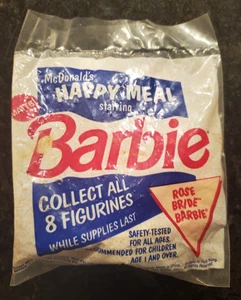 McDonald's
HAPPY MEAL
starring
Barbie
COLLECT ALL
8 FIGURINES
WHILE SUPPLIES LAST
ROSE
BRIDE™
BARBIE®
SAFETY-TESTED
FOR ALL AGES.
RECOMMENDED FOR CHILDREN
AGE 1 AND OVER.